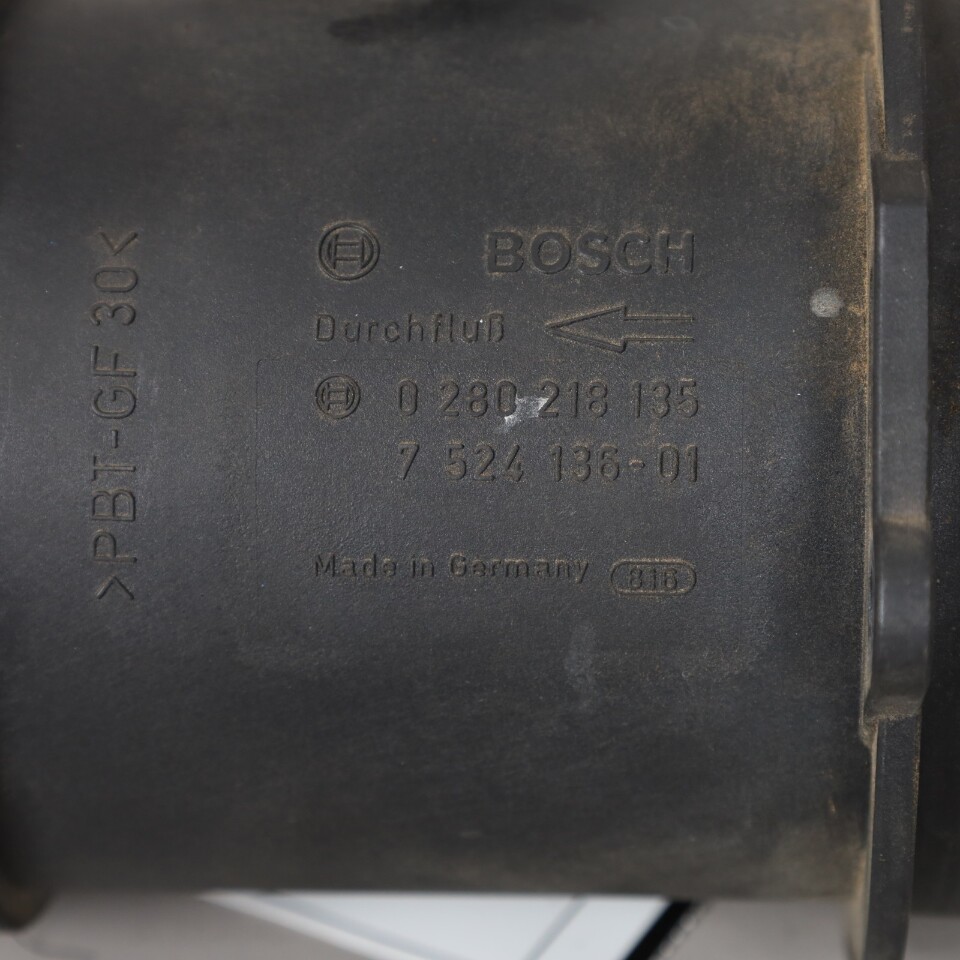 BOSCH
Durchfluß
0 280 218 135
7 524 136-01
Made in Germany 816
>PBT-GF 30<